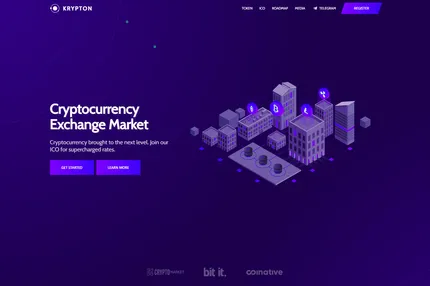 KRYPTON
TOKEN
ICO
ROADMAP
MEDIA
TELEGRAM
REGISTER
Cryptocurrency
Exchange Market
Cryptocurrency brought to the next level. Join our
ICO for supercharged rates.
GET STARTED
LEARN MORE
CRYPTO
bit it.
coinative